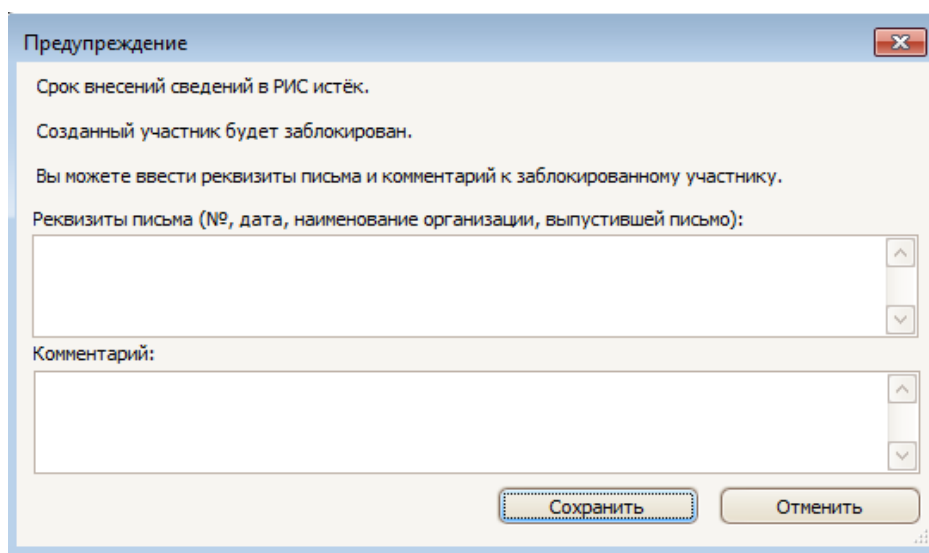 Предупреждение
Срок внесений сведений в РИС истёк.
Созданный участник будет заблокирован.
Вы можете ввести реквизиты письма и комментарий к заблокированному участнику.
Реквизиты письма (№, дата, наименование организации, выпустившей письмо):
Комментарий:
Сохранить
Отменить